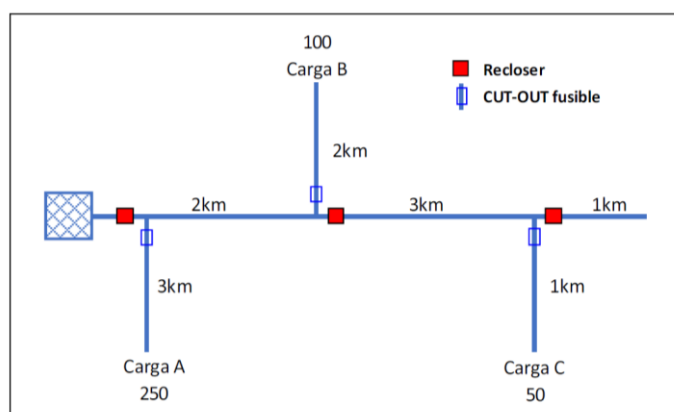 100
Carga B
Recloser
CUT-OUT fusible
2km
2km
3km
1km
3km
1km
Carga A
250
Carga C
50